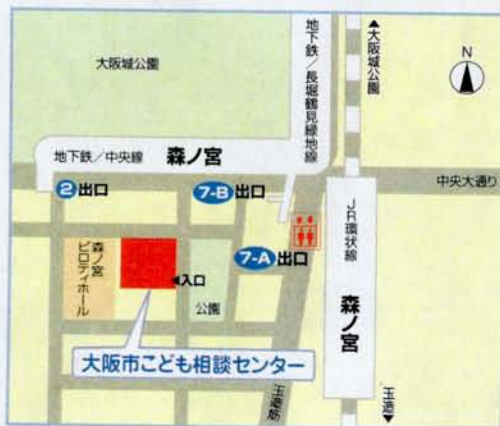 ▲大阪城公園
地下鉄／長堀鶴見緑地線
N
大阪城公園
地下鉄／中央線 森ノ宮
中央大通り
2 出口
7-B 出口
JR環状線
森ノ宮
7-A 出口
森ノ宮
ピロティホール
◀入口
公園
大阪市こども相談センター
玉造筋
玉造▼